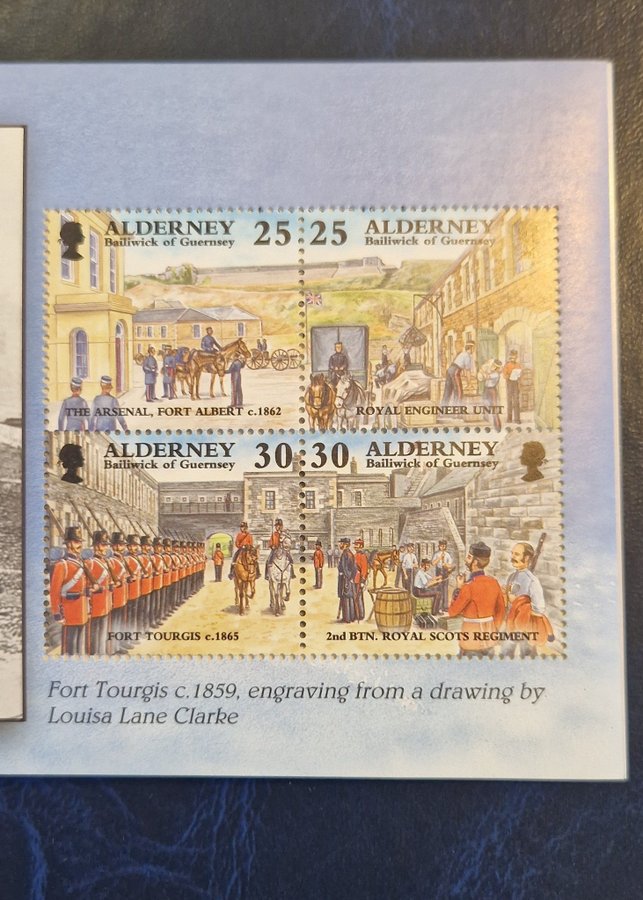 ALDERNEY 25
Bailiwick of Guernsey
THE ARSENAL, FORT ALBERT c.1862
25 ALDERNEY
Bailiwick of Guernsey
ROYAL ENGINEER UNIT
ALDERNEY 30
Bailiwick of Guernsey
FORT TOURGIS c.1865
30 ALDERNEY
Bailiwick of Guernsey
2nd BTN. ROYAL SCOTS REGIMENT
Fort Tourgis c.1859, engraving from a drawing by
Louisa Lane Clarke